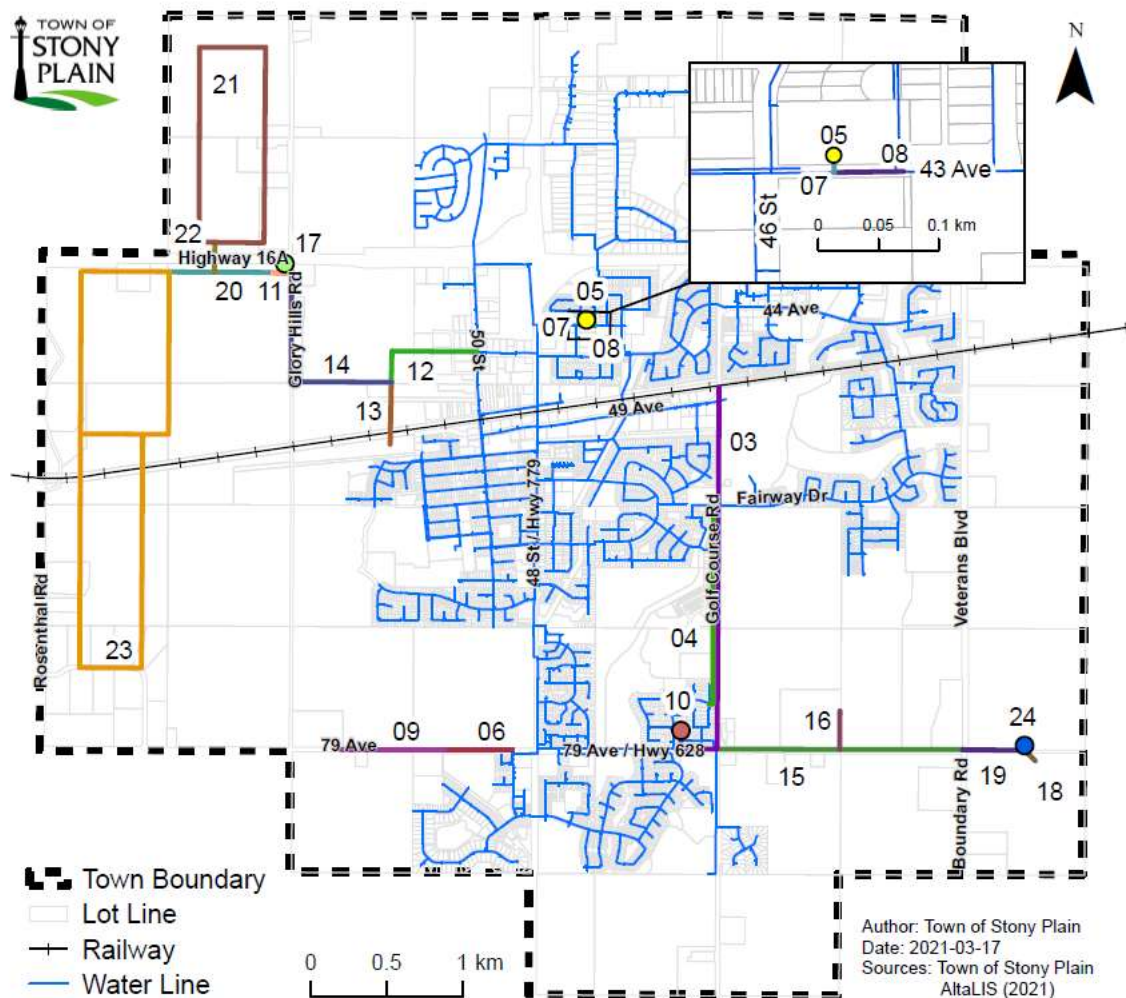 TOWN OF
STONY
PLAIN
N
21
05
08
43 Ave
07
46 St
0 0.05 0.1 km
22
17
Highway 16A
20
11
Glory Hills Rd
05
07
08
44 Ave
50 St
14
12
13
49 Ave
03
Fairway Dr
48 St / Hwy 779
Golf Course Rd
Veterans Blvd
Rosenthal Rd
23
04
10
16
24
79 Ave
09
06
79 Ave / Hwy 628
15
19
18
Boundary Rd
Town Boundary
Lot Line
Railway
Water Line
0 0.5 1 km
Author: Town of Stony Plain
Date: 2021-03-17
Sources: Town of Stony Plain
AltaLIS (2021)